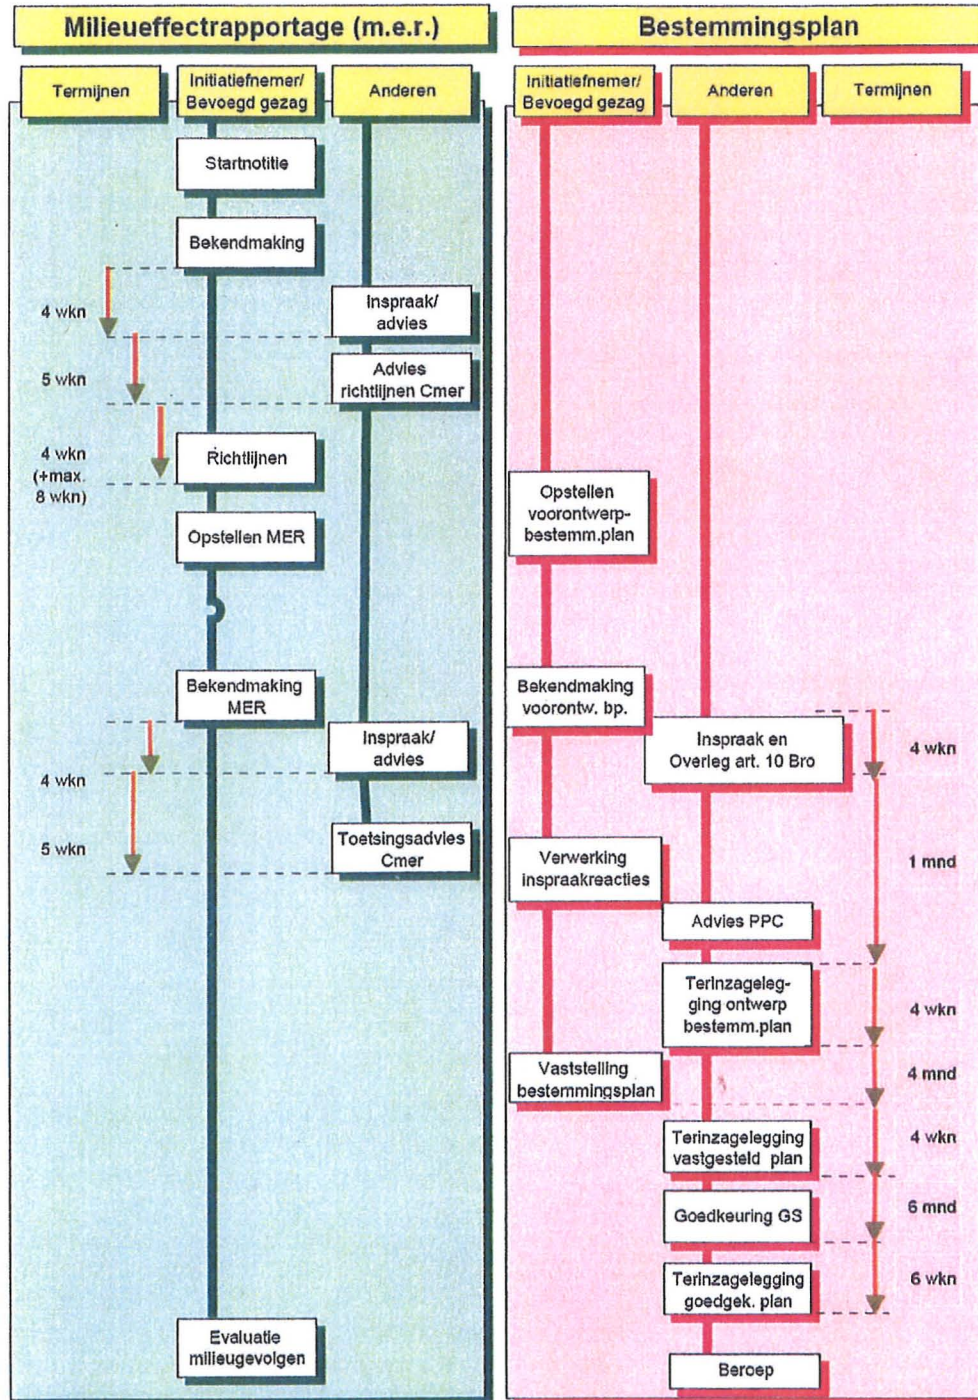 Milieueffectrapportage (m.e.r.)
Termijnen
Initiatiefnemer/
Bevoegd gezag
Anderen
Startnotitie
Bekendmaking
4 wkn
Inspraak/
advies
5 wkn
Advies
richtlijnen Cmer
4 wkn
(+max.
8 wkn)
Richtlijnen
Opstellen MER
Bekendmaking
MER
4 wkn
Inspraak/
advies
5 wkn
Toetsingsadvies
Cmer
Evaluatie
milieugevolgen
Bestemmingsplan
Initiatiefnemer/
Bevoegd gezag
Anderen
Termijnen
Opstellen
voorontwerp-
bestemm.plan
Bekendmaking
voorontw. bp.
Inspraak en
Overleg art. 10 Bro
4 wkn
Verwerking
inspraakreacties
1 mnd
Advies PPC
Terinzageleg-
ging ontwerp
bestemm.plan
4 wkn
Vaststelling
bestemmingsplan
4 mnd
Terinzagelegging
vastgesteld plan
4 wkn
Goedkeuring GS
6 mnd
Terinzagelegging
goedgek. plan
6 wkn
Beroep